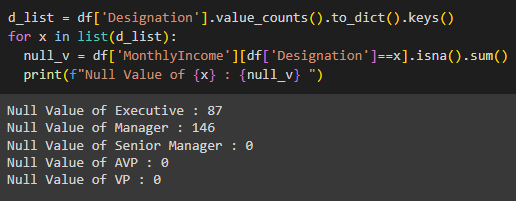 d_list = df['Designation'].value_counts().to_dict().keys()
for x in list(d_list):
  null_v = df['MonthlyIncome'][df['Designation']==x].isna().sum()
  print(f"Null Value of {x} : {null_v} ")
Null Value of Executive : 87
Null Value of Manager : 146
Null Value of Senior Manager : 0
Null Value of AVP : 0
Null Value of VP : 0